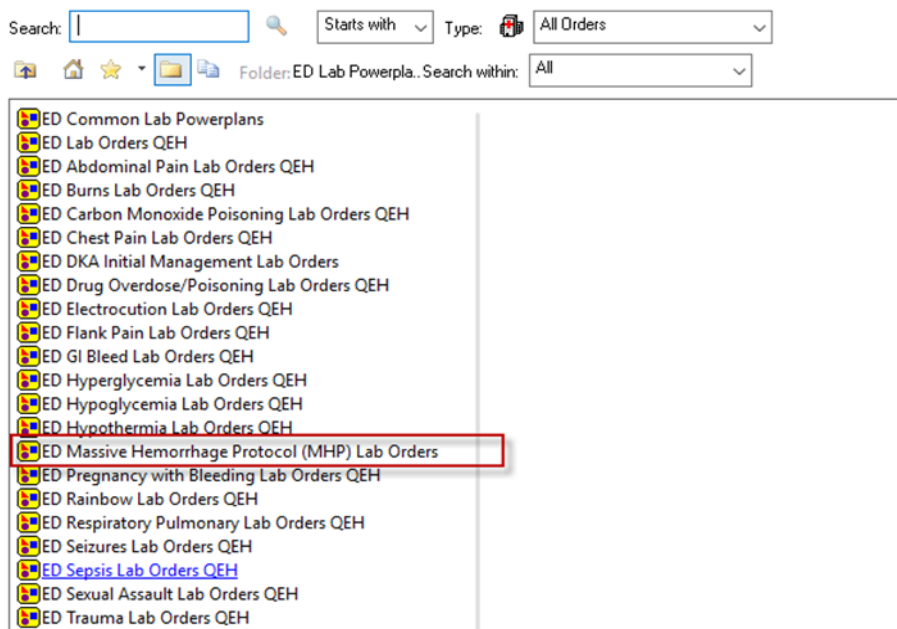 Search: Starts with Type: All Orders
Folder: ED Lab Powerpla.. Search within: All
ED Common Lab Powerplans
ED Lab Orders QEH
ED Abdominal Pain Lab Orders QEH
ED Burns Lab Orders QEH
ED Carbon Monoxide Poisoning Lab Orders QEH
ED Chest Pain Lab Orders QEH
ED DKA Initial Management Lab Orders
ED Drug Overdose/Poisoning Lab Orders QEH
ED Electrocution Lab Orders QEH
ED Flank Pain Lab Orders QEH
ED GI Bleed Lab Orders QEH
ED Hyperglycemia Lab Orders QEH
ED Hypoglycemia Lab Orders QEH
ED Hypothermia Lab Orders QEH
ED Massive Hemorrhage Protocol (MHP) Lab Orders
ED Pregnancy with Bleeding Lab Orders QEH
ED Rainbow Lab Orders QEH
ED Respiratory Pulmonary Lab Orders QEH
ED Seizures Lab Orders QEH
ED Sepsis Lab Orders QEH
ED Sexual Assault Lab Orders QEH
ED Trauma Lab Orders QEH